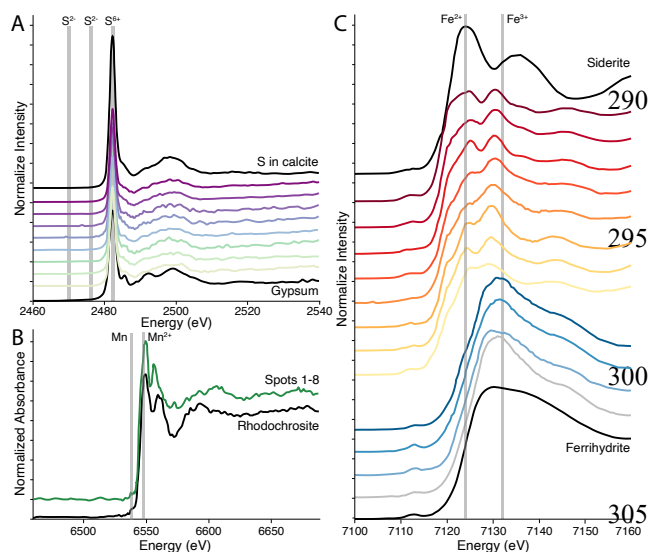 A
S2- S2- S6+
Normalize Intensity
S in calcite
Gypsum
2460 2480 2500 2520 2540
Energy (eV)
B
Mn Mn2+
Normalized Absorbance
Spots 1-8
Rhodochrosite
6500 6550 6600 6650
Energy (eV)
C
Fe2+ Fe3+
Normalize Intensity
Siderite
290
295
300
Ferrihydrite
305
7100 7110 7120 7130 7140 7150 7160
Energy (eV)